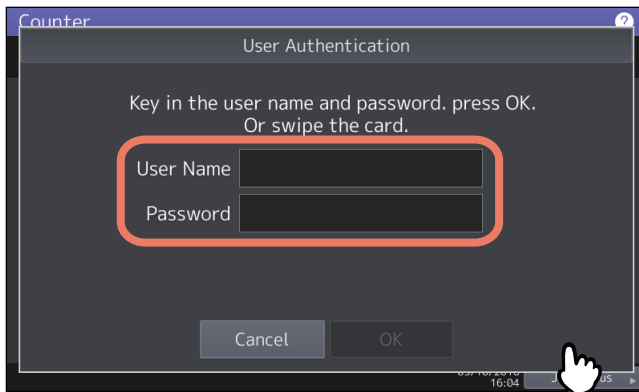 Counter
?
User Authentication
Key in the user name and password. press OK.
Or swipe the card.
User Name
Password
Cancel
OK
16:04